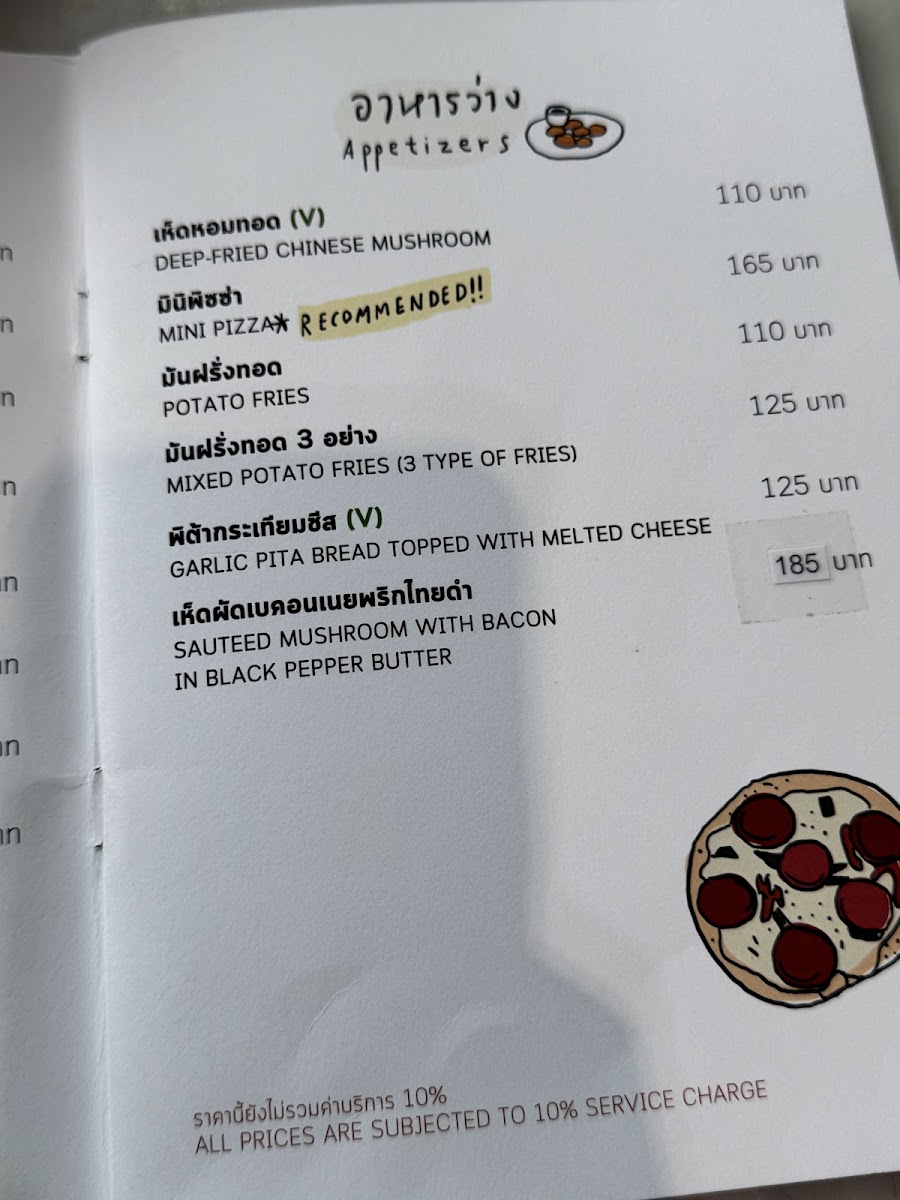 อาหารว่าง
Appetizers
เห็ดหอมทอด (V) 110 บาท
DEEP-FRIED CHINESE MUSHROOM
มินิพิซซ่า 165 บาท
MINI PIZZA* RECOMMENDED!!
มันฝรั่งทอด 110 บาท
POTATO FRIES
มันฝรั่งทอด 3 อย่าง 125 บาท
MIXED POTATO FRIES (3 TYPE OF FRIES)
พิต้ากระเทียมชีส (V) 125 บาท
GARLIC PITA BREAD TOPPED WITH MELTED CHEESE
เห็ดผัดเบคอนเนยพริกไทยดำ 185 บาท
SAUTEED MUSHROOM WITH BACON
IN BLACK PEPPER BUTTER
ราคานี้ยังไม่รวมค่าบริการ 10%
ALL PRICES ARE SUBJECTED TO 10% SERVICE CHARGE